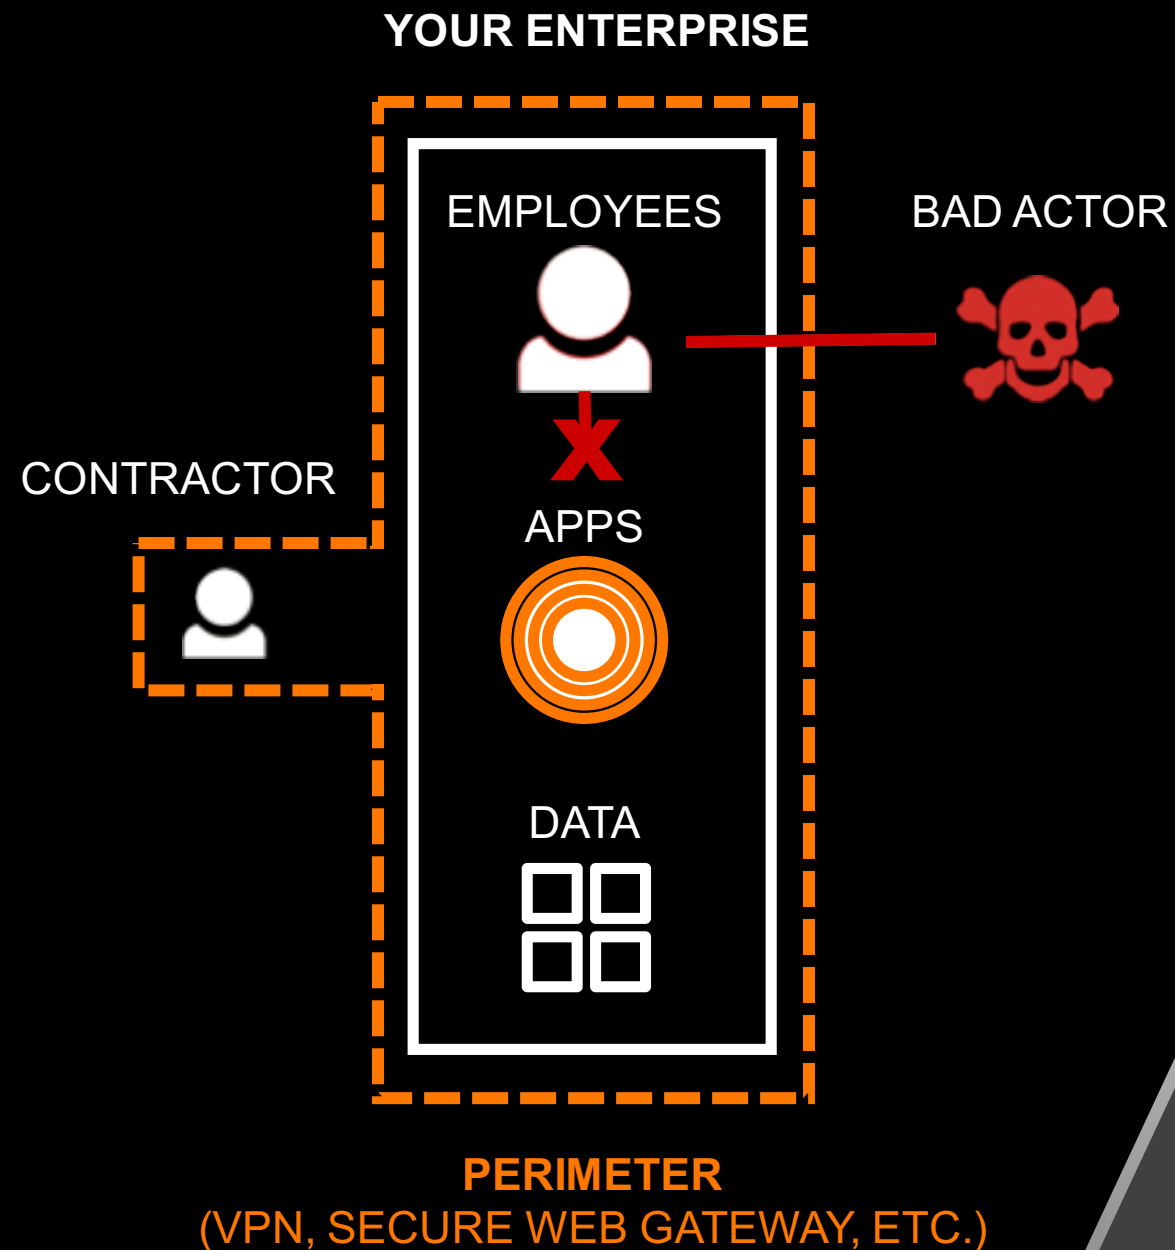 YOUR ENTERPRISE
EMPLOYEES
BAD ACTOR
X
CONTRACTOR
APPS
DATA
PERIMETER
(VPN, SECURE WEB GATEWAY, ETC.)